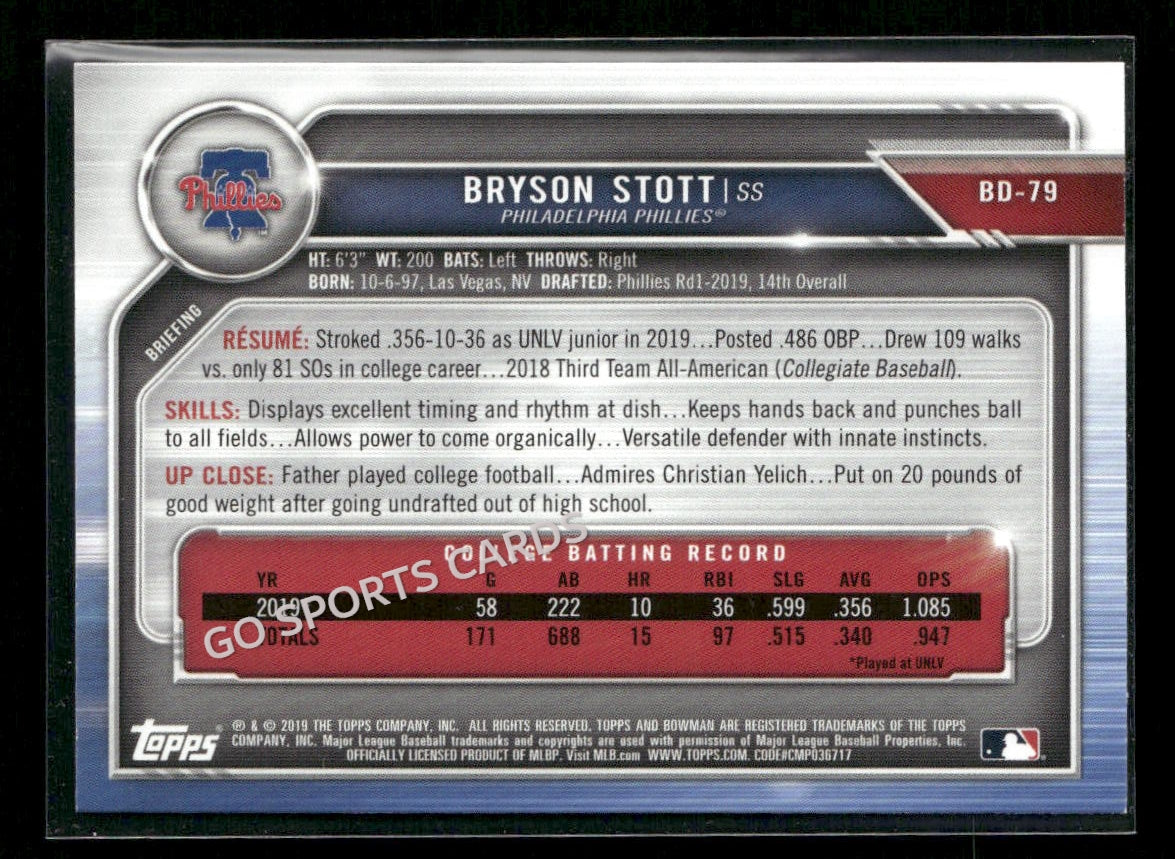 Phillies
BRYSON STOTT | SS
PHILADELPHIA PHILLIES®
BD-79
HT: 6'3" WT: 200 BATS: Left THROWS: Right
BORN: 10-6-97, Las Vegas, NV DRAFTED: Phillies Rd1-2019, 14th Overall
BRIEFING
RÉSUMÉ: Stroked .356-10-36 as UNLV junior in 2019...Posted .486 OBP...Drew 109 walks
vs. only 81 SOs in college career...2018 Third Team All-American (Collegiate Baseball).
SKILLS: Displays excellent timing and rhythm at dish...Keeps hands back and punches ball
to all fields...Allows power to come organically...Versatile defender with innate instincts.
UP CLOSE: Father played college football...Admires Christian Yelich...Put on 20 pounds of
good weight after going undrafted out of high school.
COLLEGE BATTING RECORD
YR G AB HR RBI SLG AVG OPS
2019 58 222 10 36 .599 .356 1.085
TOTALS 171 688 15 97 .515 .340 .947
*Played at UNLV
GO SPORTS CARDS
Topps
® & © 2019 THE TOPPS COMPANY, INC. ALL RIGHTS RESERVED. TOPPS AND BOWMAN ARE REGISTERED TRADEMARKS OF THE TOPPS
COMPANY, INC. Major League Baseball trademarks and copyrights are used with permission of Major League Baseball Properties, Inc.
OFFICIALLY LICENSED PRODUCT OF MLBP. Visit MLB.com WWW.TOPPS.COM. CODE#CMP036717